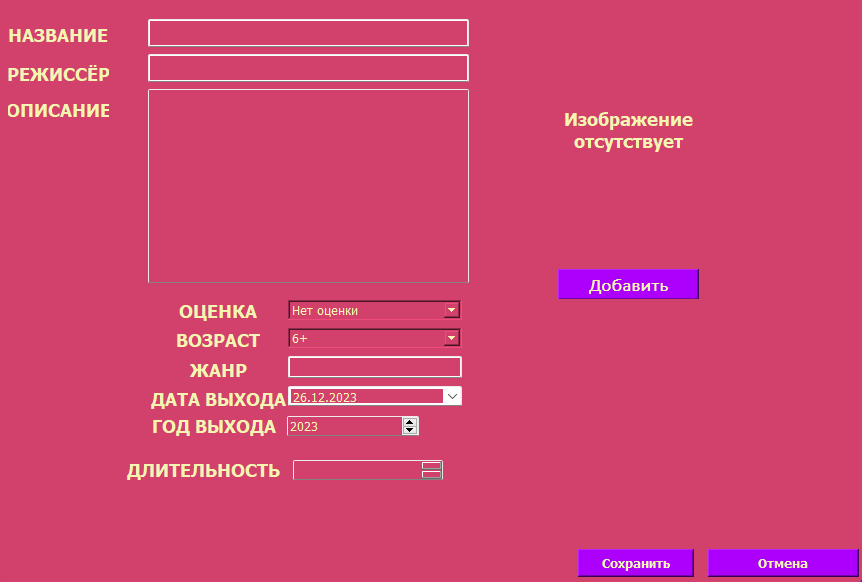 НАЗВАНИЕ
РЕЖИССЁР
ОПИСАНИЕ
Изображение
отсутствует
Добавить
ОЦЕНКА Нет оценки
ВОЗРАСТ 6+
ЖАНР
ДАТА ВЫХОДА 26.12.2023
ГОД ВЫХОДА 2023
ДЛИТЕЛЬНОСТЬ
Сохранить Отмена